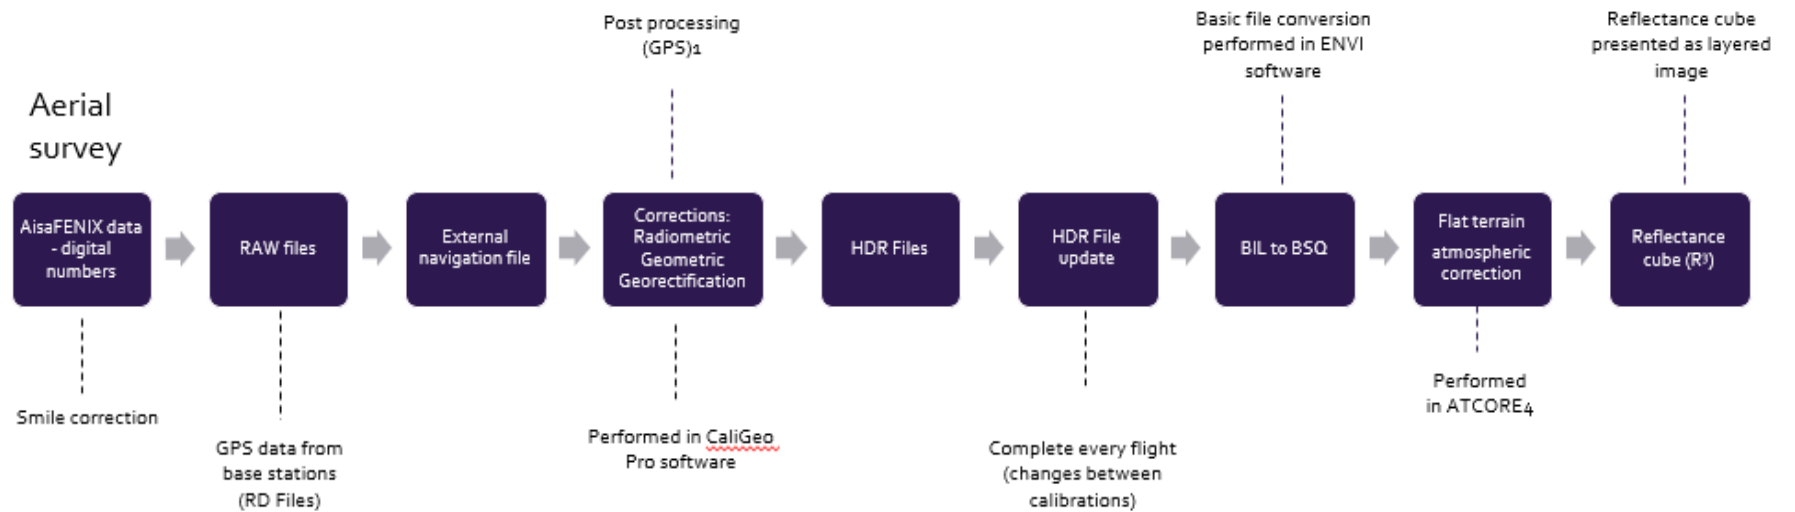 Post processing
(GPS)1
Basic file conversion
performed in ENVI
software
Reflectance cube
presented as layered
image
Aerial
survey
AisaFENIX data
- digital
numbers
RAW files
External
navigation file
Corrections:
Radiometric
Geometric
Georectification
HDR Files
HDR File
update
BIL to BSQ
Flat terrain
atmospheric
correction
Reflectance
cube (R³)
Smile correction
GPS data from
base stations
(RD Files)
Performed in CaliGeo
Pro software
Complete every flight
(changes between
calibrations)
Performed
in ATCORE4